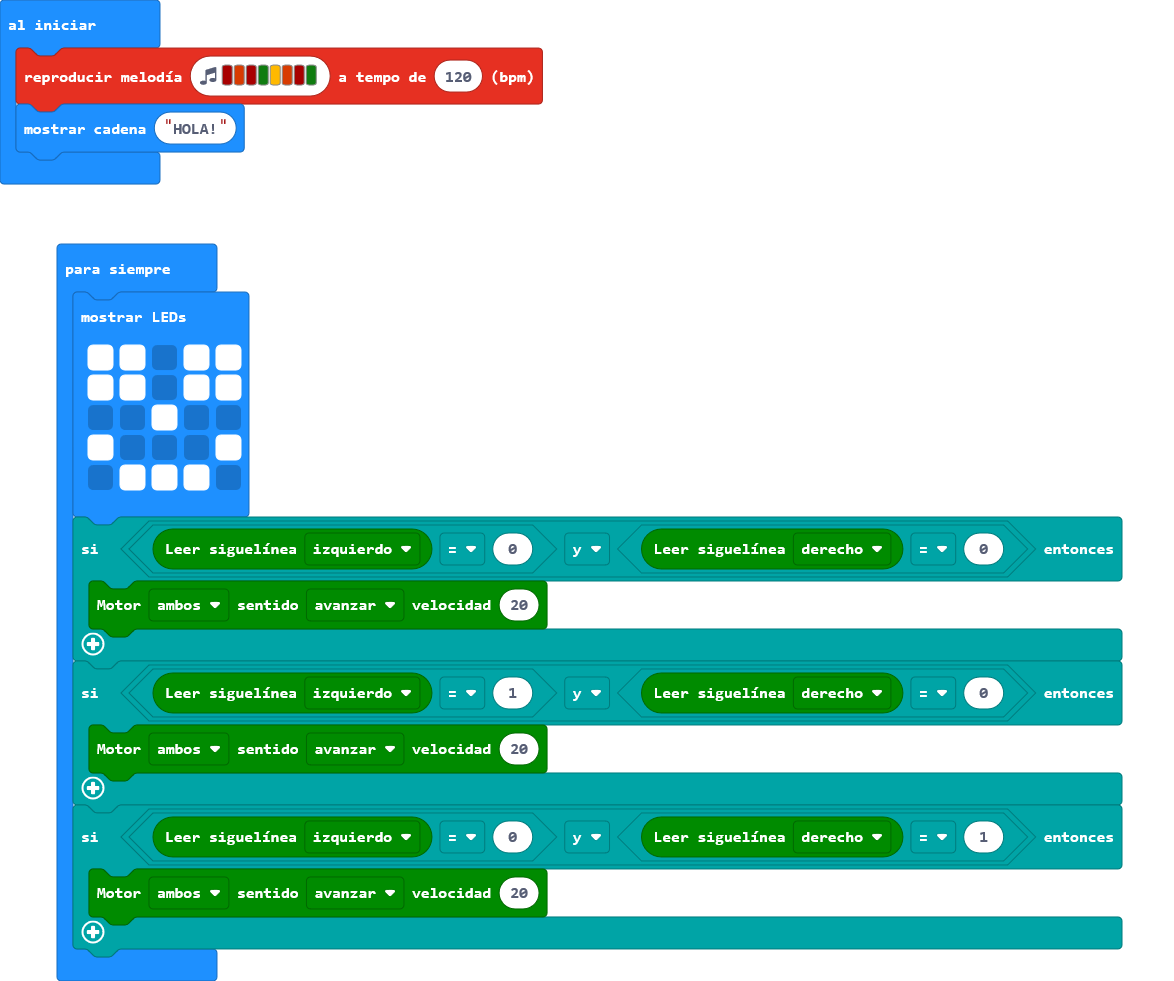 al iniciar
reproducir melodía a tempo de 120 (bpm)
mostrar cadena "HOLA!"
para siempre
mostrar LEDs
si Leer siguelínea izquierdo = 0 y Leer siguelínea derecho = 0 entonces
Motor ambos sentido avanzar velocidad 20
si Leer siguelínea izquierdo = 1 y Leer siguelínea derecho = 0 entonces
Motor ambos sentido avanzar velocidad 20
si Leer siguelínea izquierdo = 0 y Leer siguelínea derecho = 1 entonces
Motor ambos sentido avanzar velocidad 20